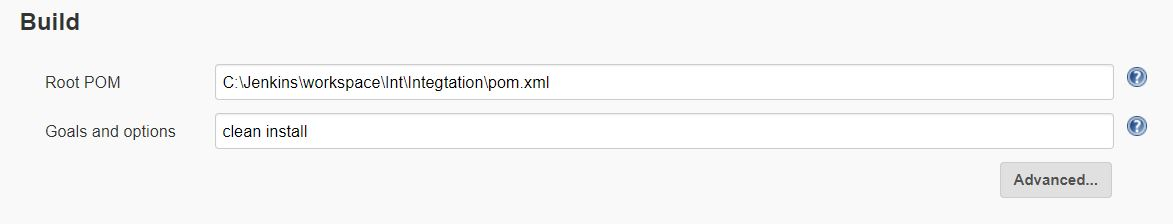 Build
Root POM C:\Jenkins\workspace\Int\Integtation\pom.xml
Goals and options clean install
Advanced...